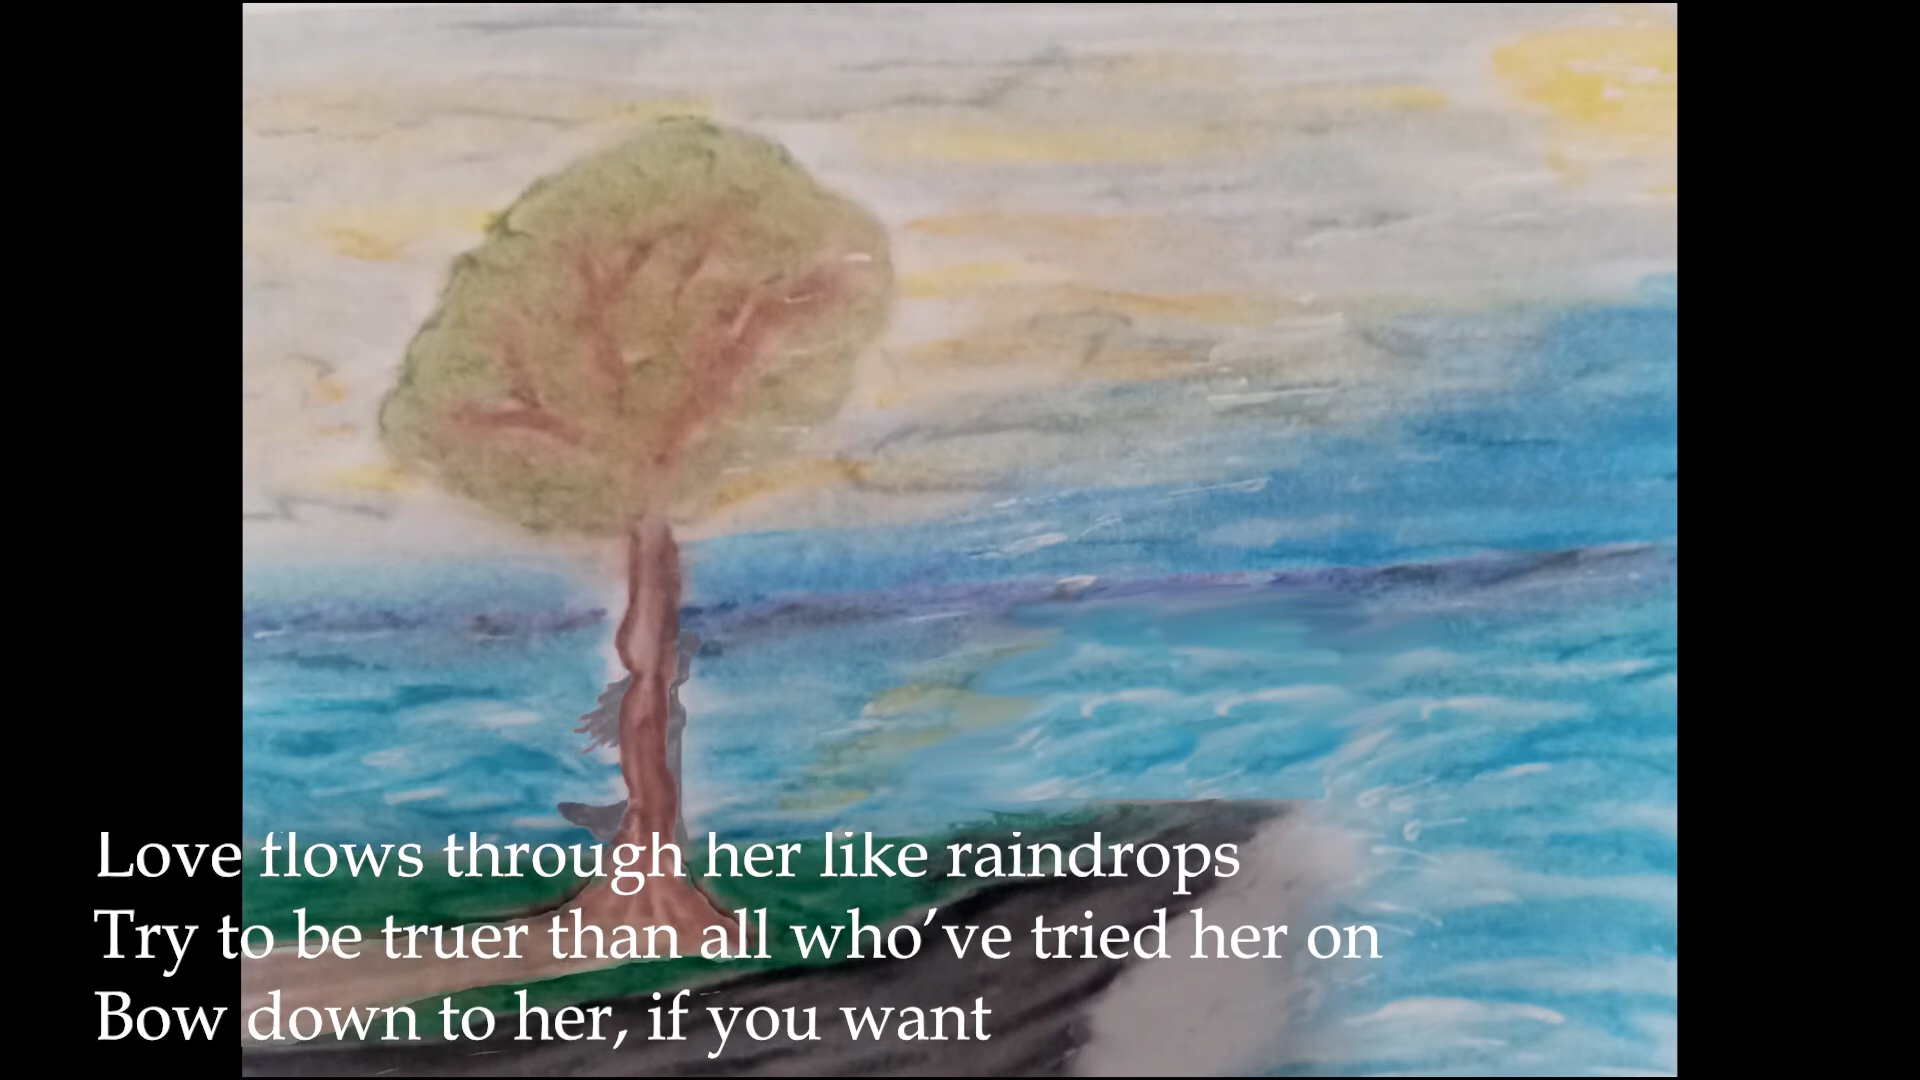 Love flows through her like raindrops
Try to be truer than all who’ve tried her on
Bow down to her, if you want